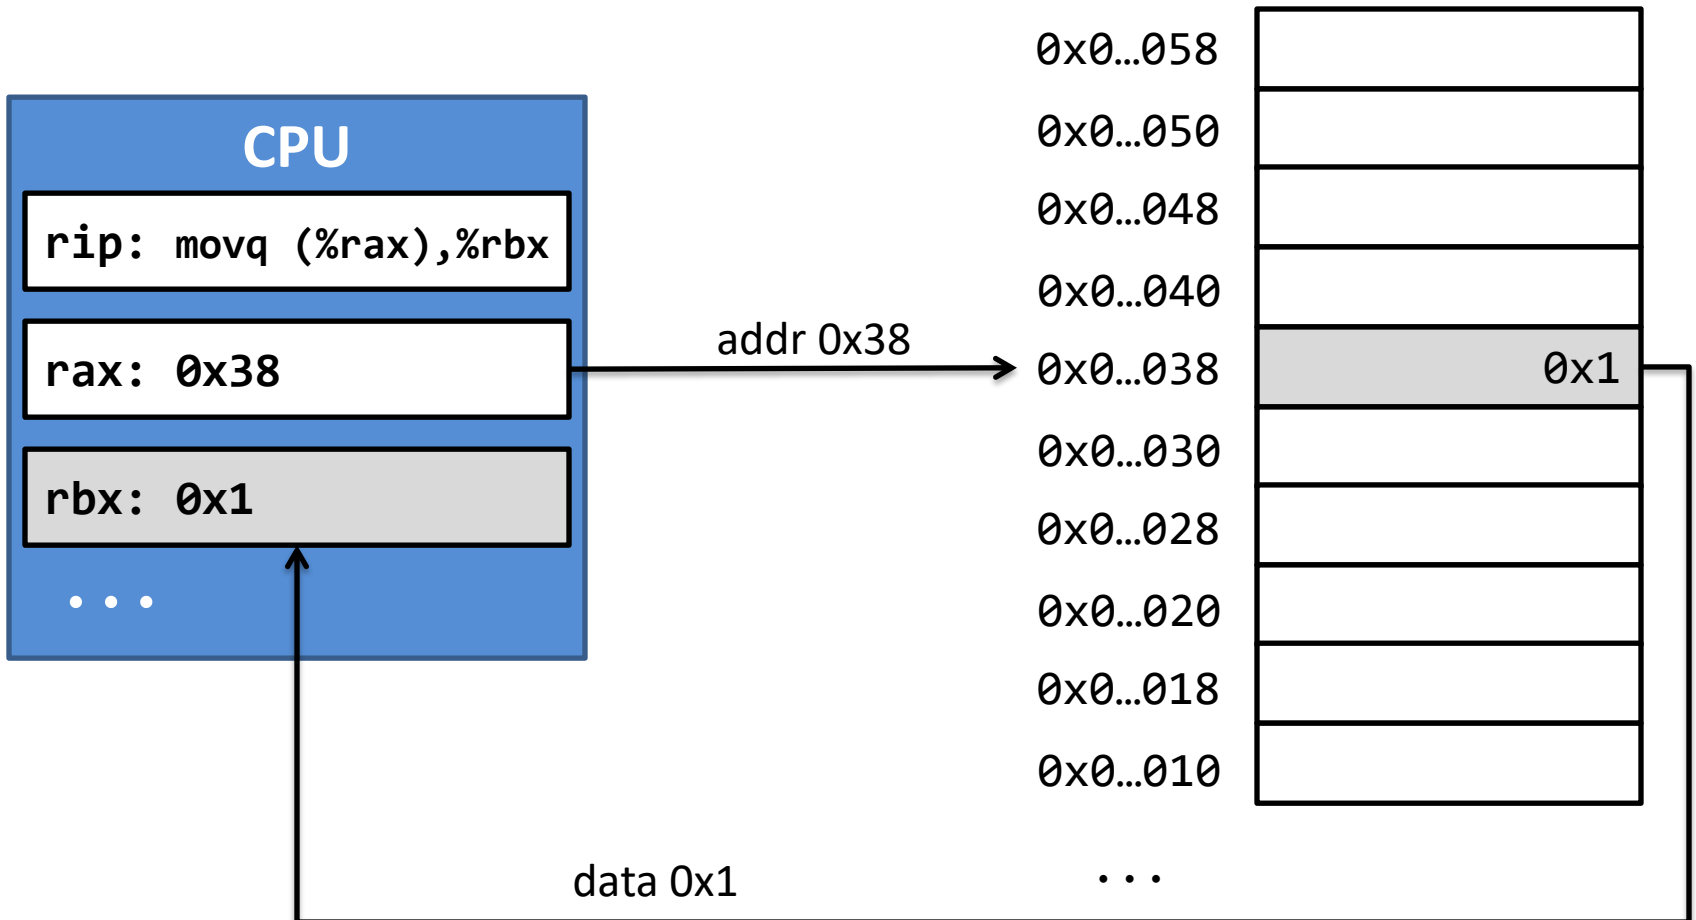 CPU
rip: movq (%rax),%rbx
rax: 0x38
rbx: 0x1
...
addr 0x38
0x0…058
0x0…050
0x0…048
0x0…040
0x0…038 0x1
0x0…030
0x0…028
0x0…020
0x0…018
0x0…010
...
data 0x1